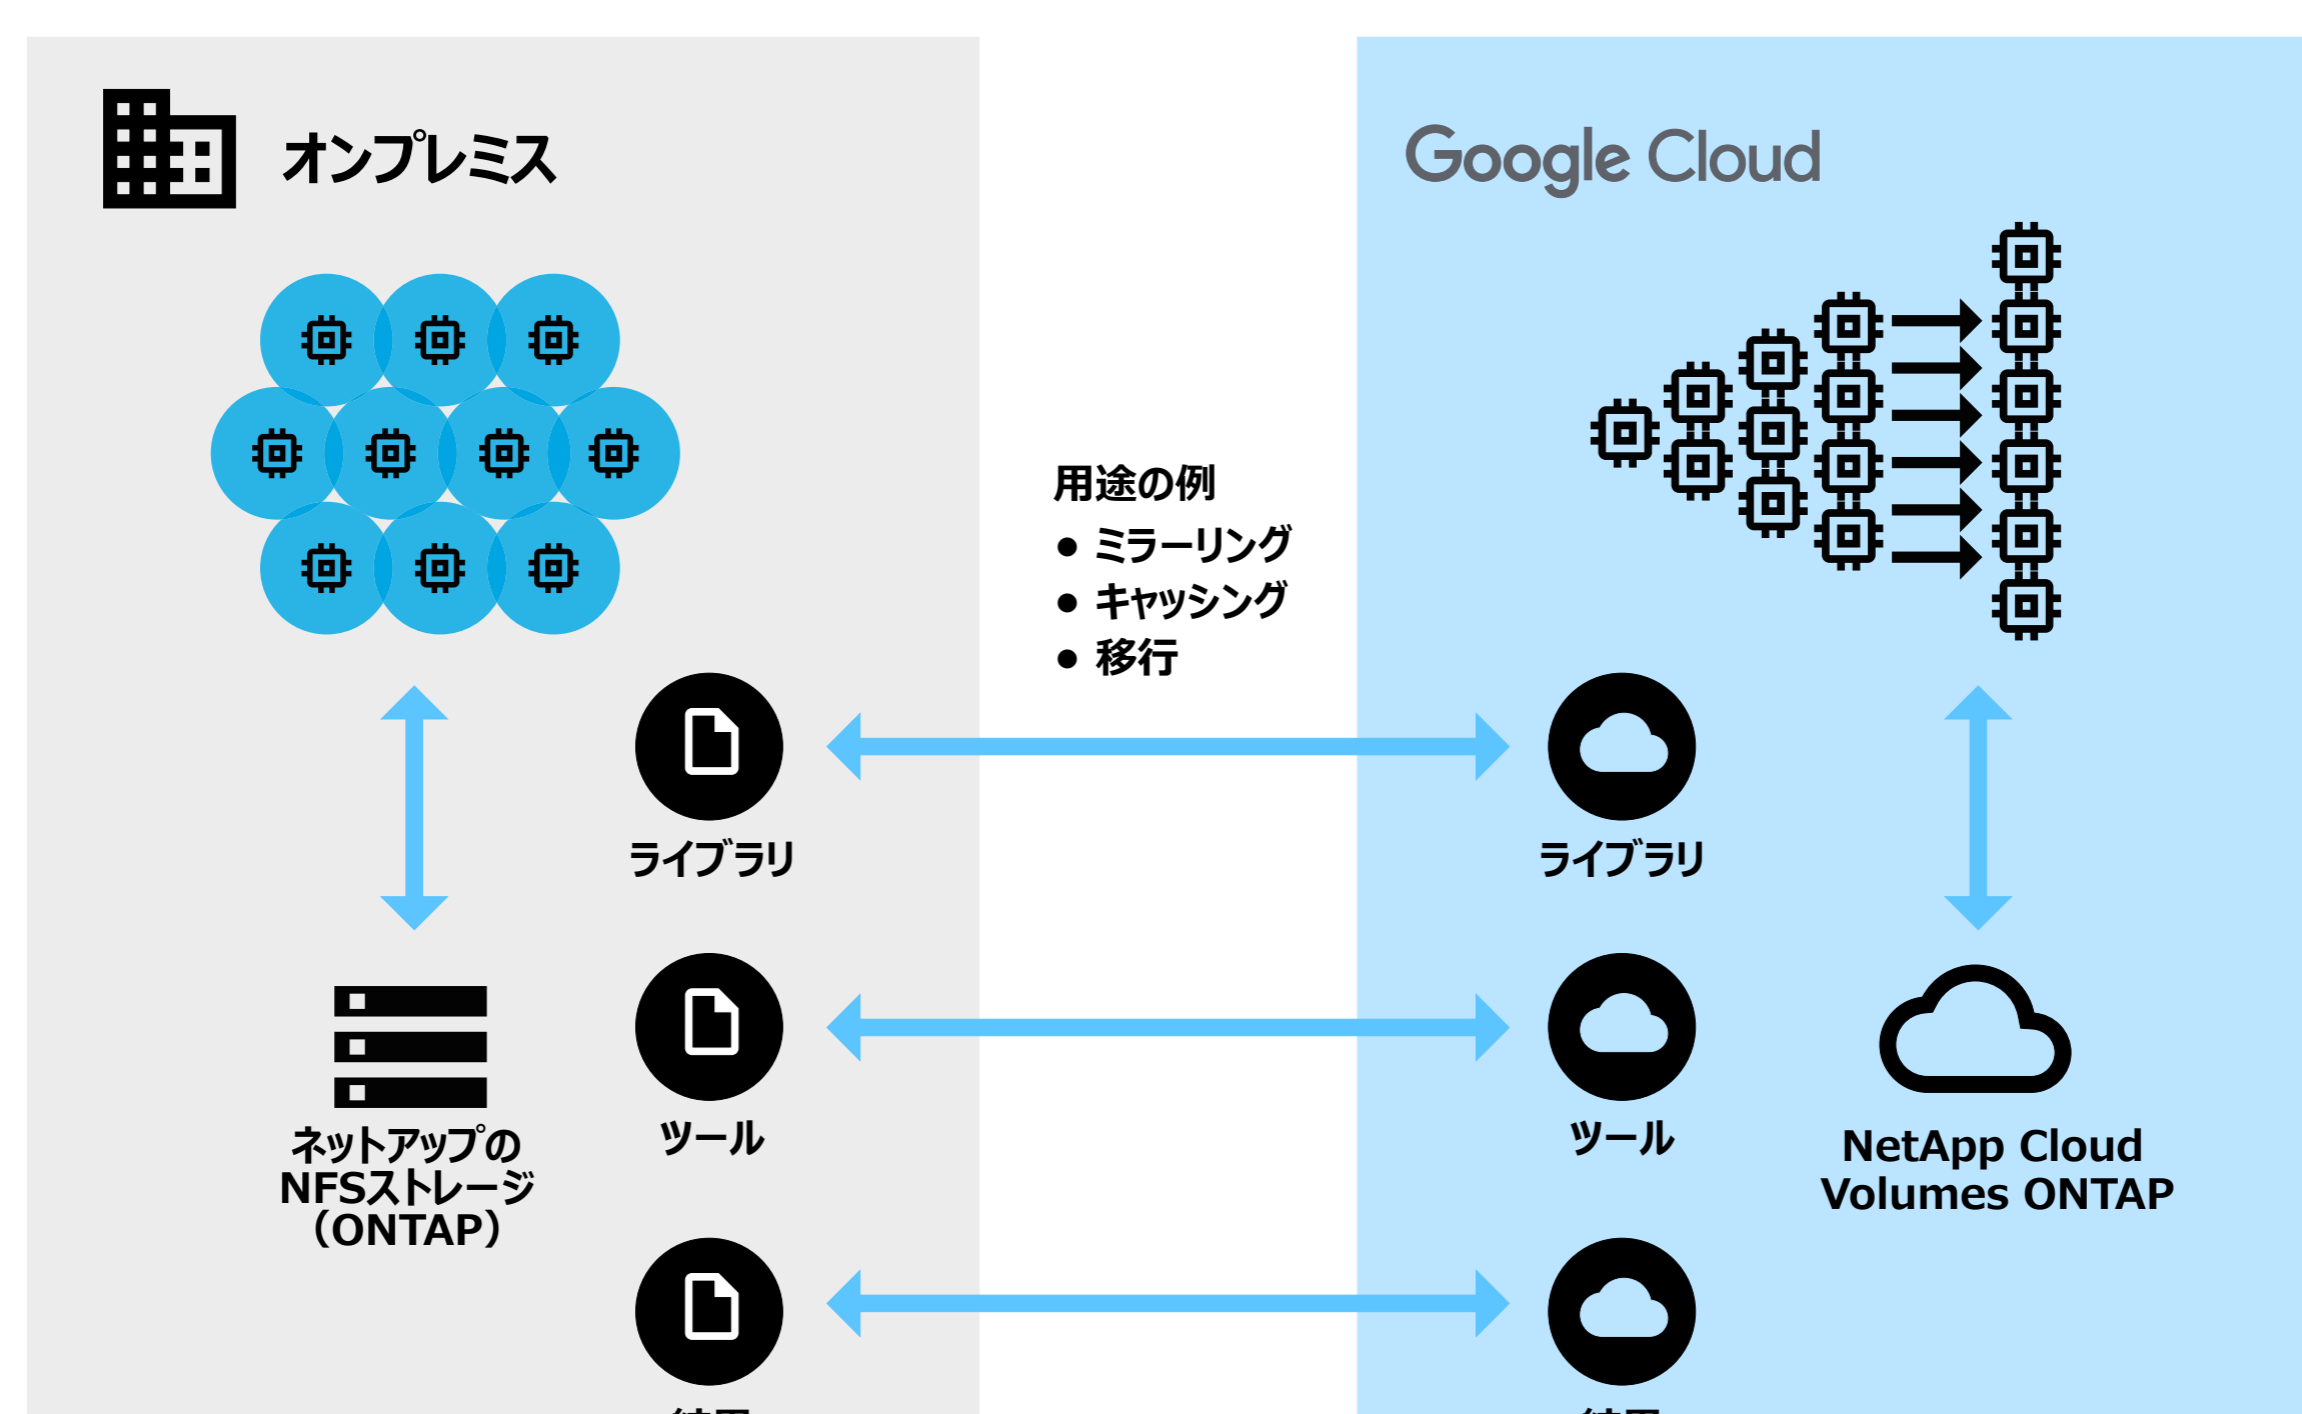 オンプレミス
Google Cloud
用途の例
● ミラーリング
● キャッシング
● 移行
ライブラリ
ライブラリ
ツール
ツール
ネットアップの
NFSストレージ
（ONTAP）
NetApp Cloud
Volumes ONTAP